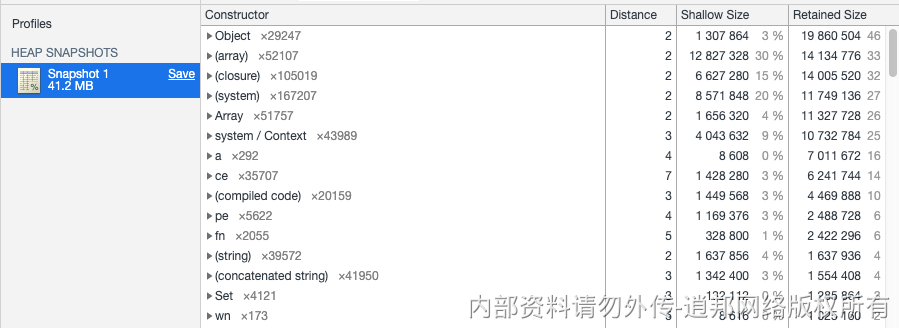 Profiles
HEAP SNAPSHOTS
Snapshot 1 Save
41.2 MB
Constructor Distance Shallow Size Retained Size
Object ×29247 2 1 307 864 3 % 19 860 504 46
(array) ×52107 2 12 827 328 30 % 14 134 776 33
(closure) ×105019 2 6 627 280 15 % 14 005 520 32
(system) ×167207 2 8 571 848 20 % 11 749 136 27
Array ×51757 2 1 656 320 4 % 11 327 728 26
system / Context ×43989 3 4 043 632 9 % 10 732 784 25
a ×292 4 8 608 0 % 7 011 672 16
ce ×35707 7 1 428 280 3 % 6 241 744 14
(compiled code) ×20159 3 1 449 568 3 % 4 469 888 10
pe ×5622 4 1 169 376 3 % 2 488 728 6
fn ×2055 5 328 800 1 % 2 422 296 6
(string) ×39572 2 1 637 856 4 % 1 637 936 4
(concatenated string) ×41950 3 1 342 400 3 % 1 554 408 4
Set ×4121 3 0 %
wn ×173 3
内部资料请勿外传-逍邦网络版权所有